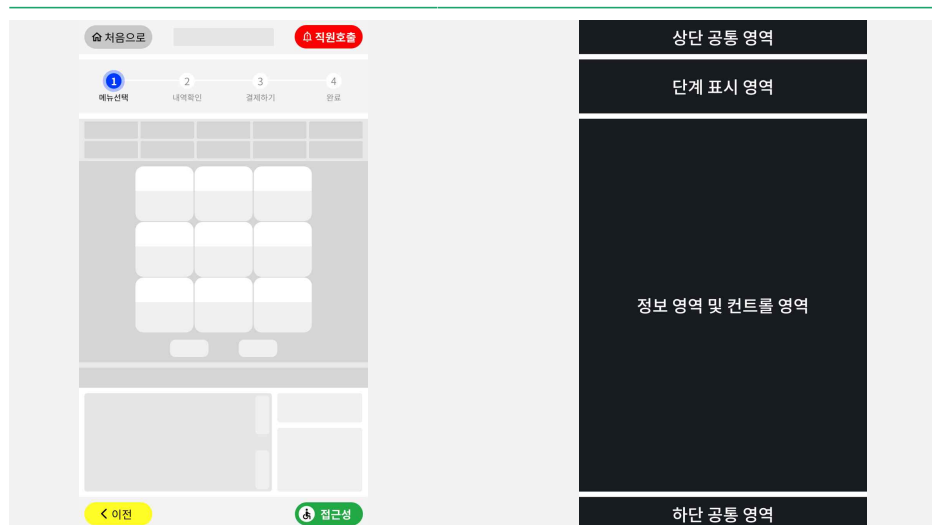 처음으로
직원호출
1 2 3 4
메뉴선택 내역확인 결제하기 완료
이전
접근성
상단 공통 영역
단계 표시 영역
정보 영역 및 컨트롤 영역
하단 공통 영역